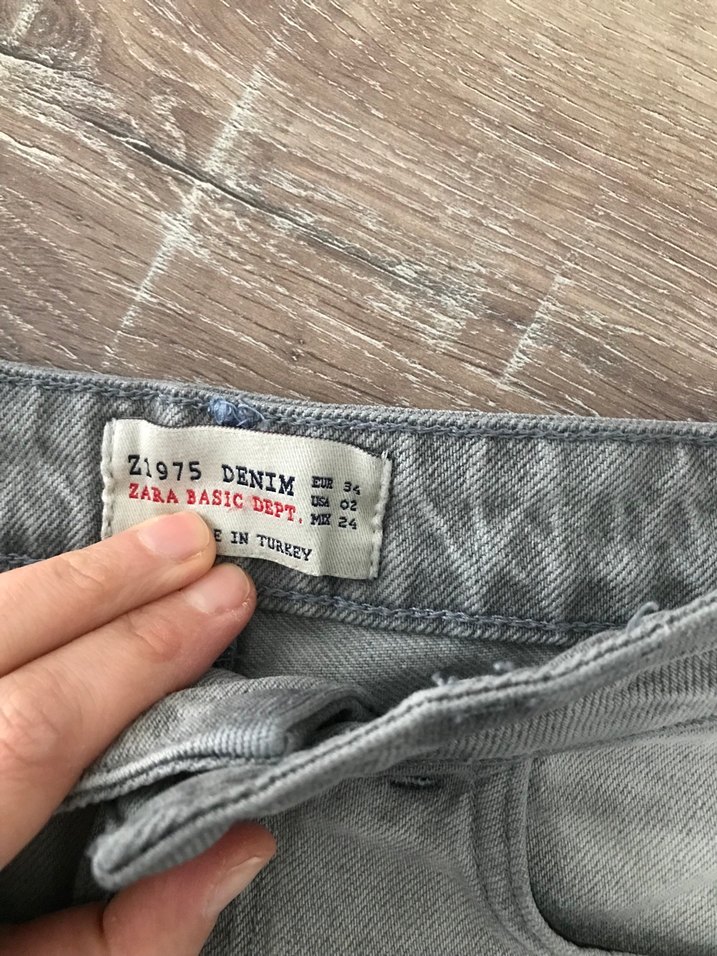 Z1975 DENIM
ZARA BASIC DEPT.
EUR 34
USA 02
MEX 24
E IN TURKEY